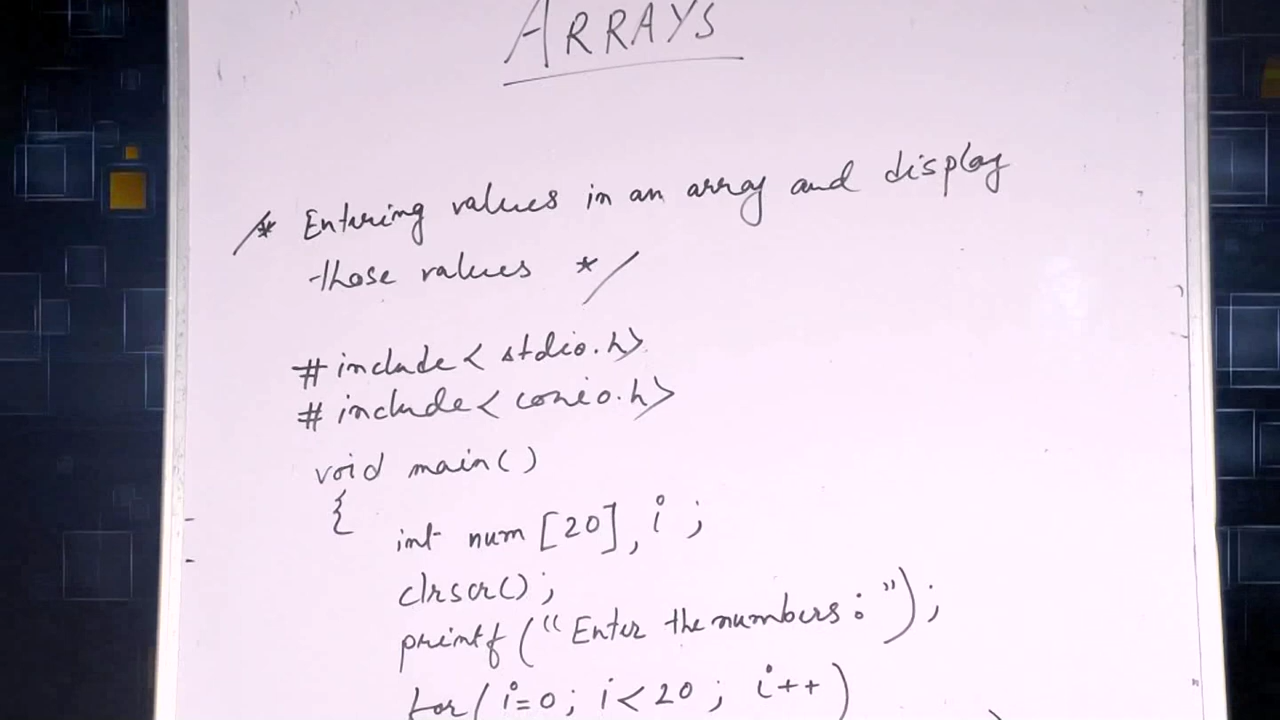 ARRAYS
/* Entering values in an array and display
those values */
#include< stdio.h>
#include< conio.h>
void main()
{
int num [20], i ;
clrscr();
printf ("Enter the numbers: ");
for( i=0; i<20 ; i++)